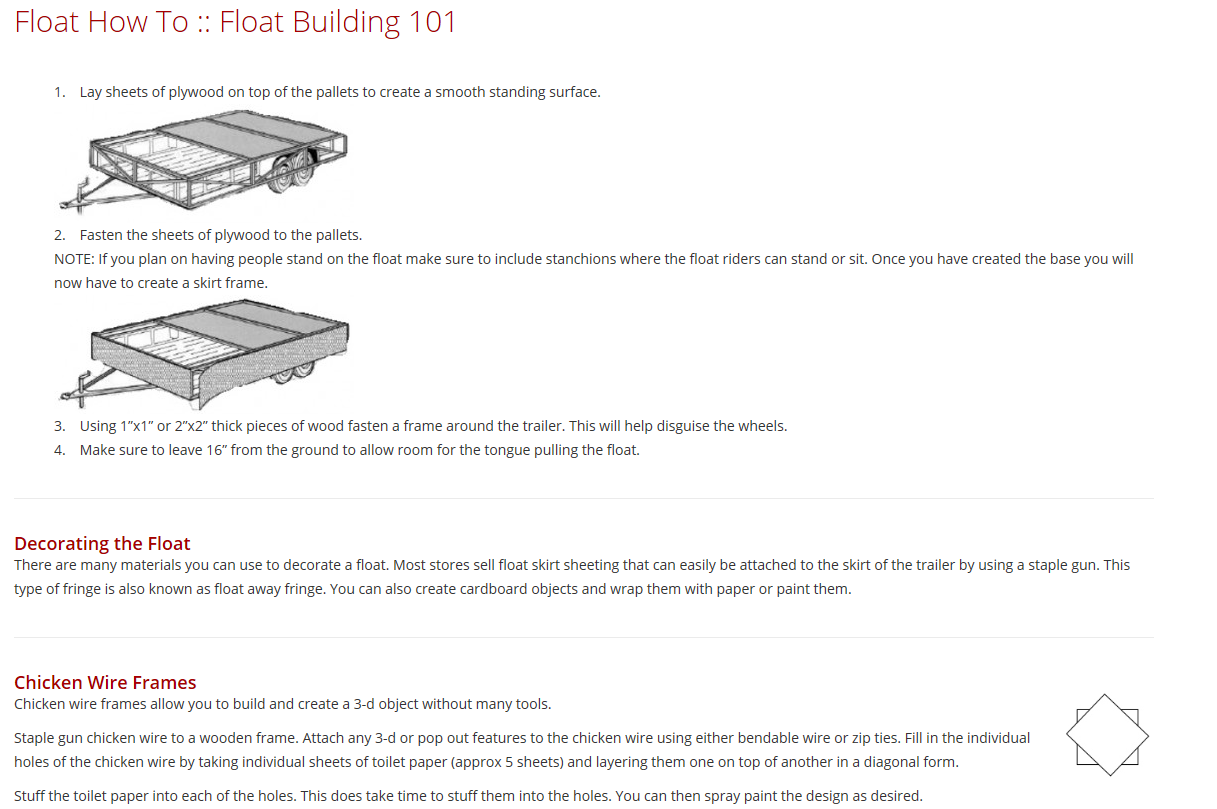 Float How To :: Float Building 101
1. Lay sheets of plywood on top of the pallets to create a smooth standing surface.
2. Fasten the sheets of plywood to the pallets.
NOTE: If you plan on having people stand on the float make sure to include stanchions where the float riders can stand or sit. Once you have created the base you will
now have to create a skirt frame.
3. Using 1”x1” or 2”x2” thick pieces of wood fasten a frame around the trailer. This will help disguise the wheels.
4. Make sure to leave 16” from the ground to allow room for the tongue pulling the float.
Decorating the Float
There are many materials you can use to decorate a float. Most stores sell float skirt sheeting that can easily be attached to the skirt of the trailer by using a staple gun. This
type of fringe is also known as float away fringe. You can also create cardboard objects and wrap them with paper or paint them.
Chicken Wire Frames
Chicken wire frames allow you to build and create a 3-d object without many tools.
Staple gun chicken wire to a wooden frame. Attach any 3-d or pop out features to the chicken wire using either bendable wire or zip ties. Fill in the individual
holes of the chicken wire by taking individual sheets of toilet paper (approx 5 sheets) and layering them one on top of another in a diagonal form.
Stuff the toilet paper into each of the holes. This does take time to stuff them into the holes. You can then spray paint the design as desired.